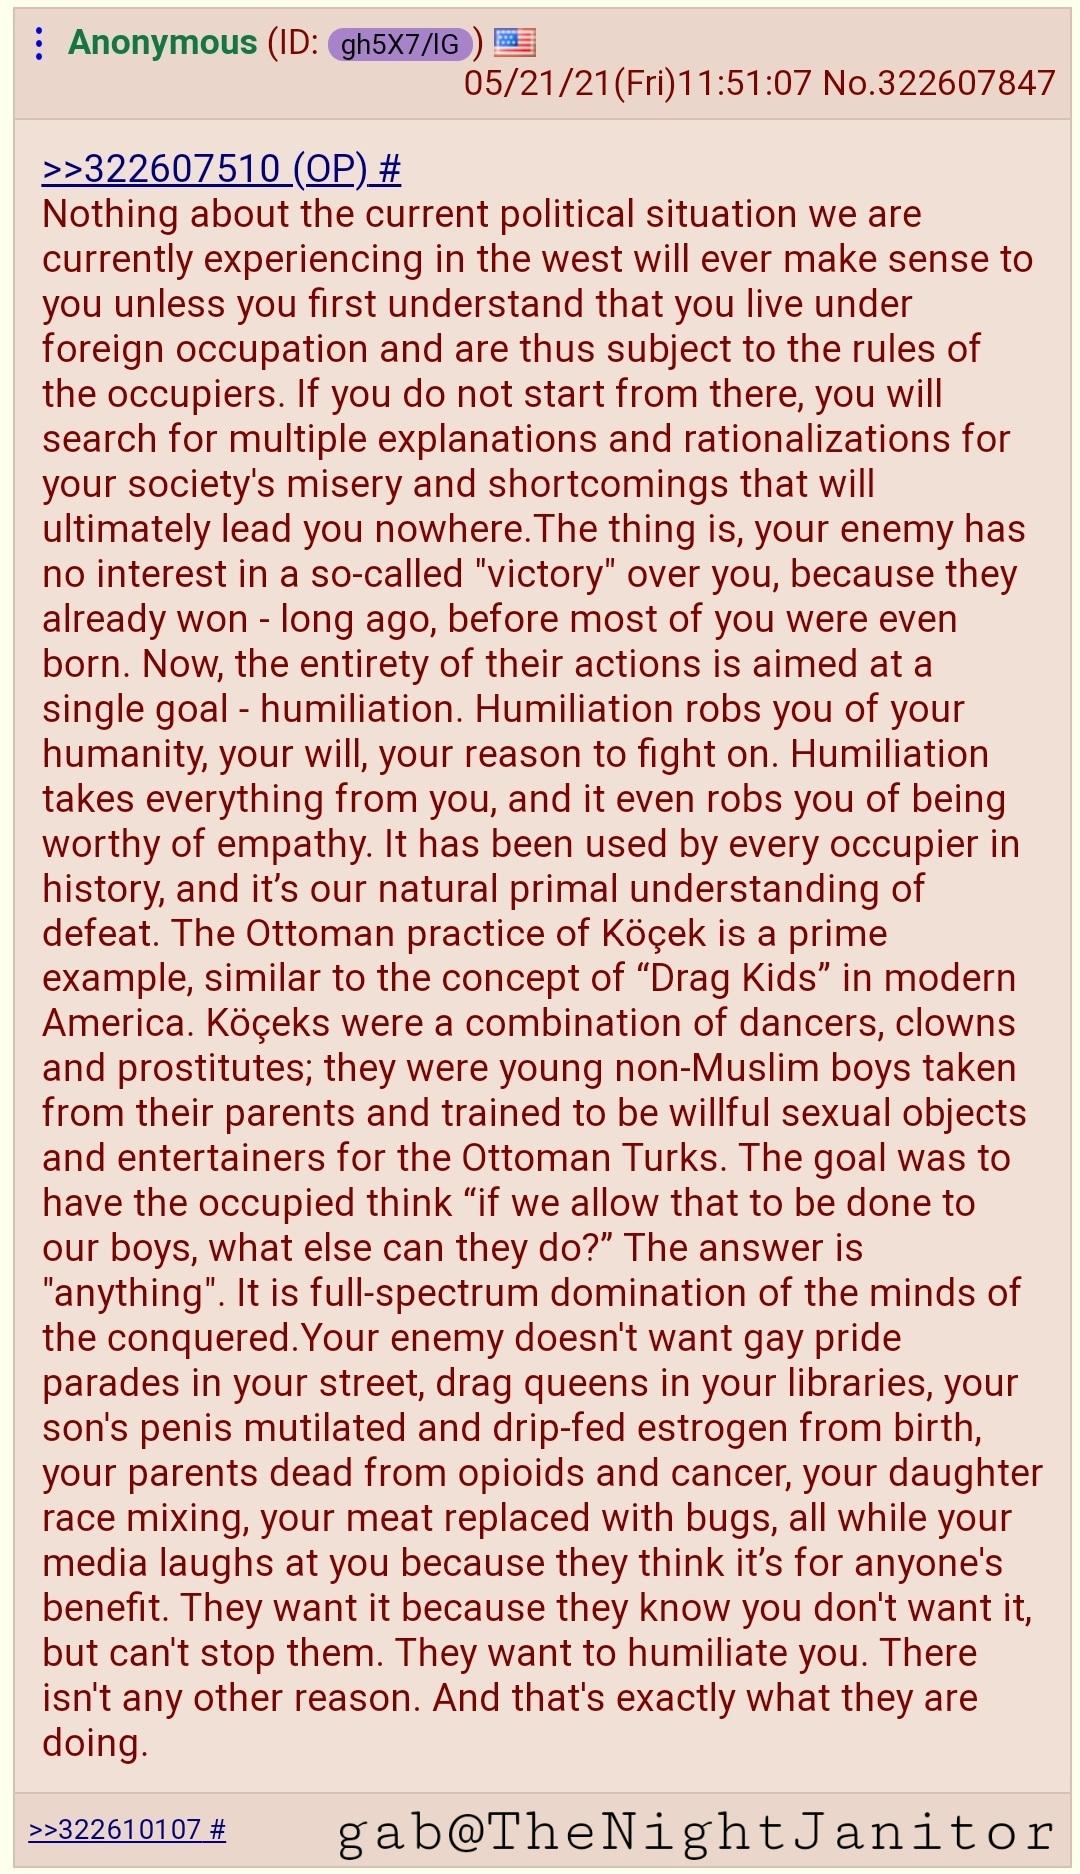 Anonymous (ID: gh5X7/lG)
05/21/21(Fri)11:51:07 No.322607847
>>322607510 (OP) #
Nothing about the current political situation we are
currently experiencing in the west will ever make sense to
you unless you first understand that you live under
foreign occupation and are thus subject to the rules of
the occupiers. If you do not start from there, you will
search for multiple explanations and rationalizations for
your society's misery and shortcomings that will
ultimately lead you nowhere.The thing is, your enemy has
no interest in a so-called "victory" over you, because they
already won - long ago, before most of you were even
born. Now, the entirety of their actions is aimed at a
single goal - humiliation. Humiliation robs you of your
humanity, your will, your reason to fight on. Humiliation
takes everything from you, and it even robs you of being
worthy of empathy. It has been used by every occupier in
history, and it’s our natural primal understanding of
defeat. The Ottoman practice of Köçek is a prime
example, similar to the concept of “Drag Kids” in modern
America. Köçeks were a combination of dancers, clowns
and prostitutes; they were young non-Muslim boys taken
from their parents and trained to be willful sexual objects
and entertainers for the Ottoman Turks. The goal was to
have the occupied think “if we allow that to be done to
our boys, what else can they do?” The answer is
"anything". It is full-spectrum domination of the minds of
the conquered.Your enemy doesn't want gay pride
parades in your street, drag queens in your libraries, your
son's penis mutilated and drip-fed estrogen from birth,
your parents dead from opioids and cancer, your daughter
race mixing, your meat replaced with bugs, all while your
media laughs at you because they think it’s for anyone's
benefit. They want it because they know you don't want it,
but can't stop them. They want to humiliate you. There
isn't any other reason. And that's exactly what they are
doing.
>>322610107 #
gab@TheNightJanitor